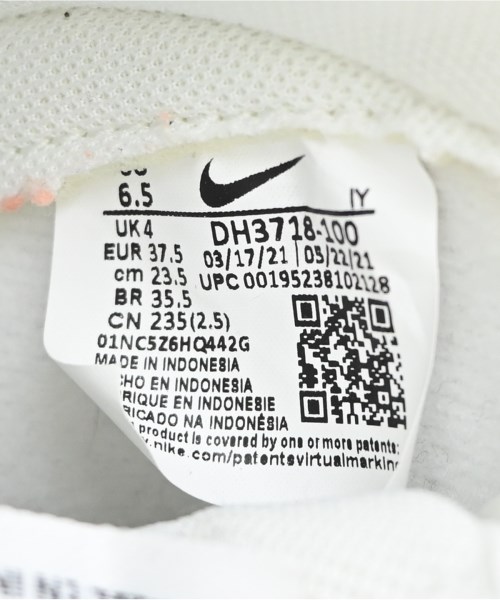 6.5 IY
UK 4 DH3718-100
EUR 37.5 03/17/21 05/22/21
cm 23.5 UPC 00195238102128
BR 35.5
CN 235(2.5)
01NC5Z6HQ442G
MADE IN INDONESIA
CHO EN INDONESIA
RIQUE EN INDONESIE
RICADO NA INDONÉSIA
product is covered by one or more patents:
.nike.com/patentsvirtualmarking